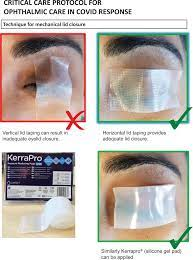 CRITICAL CARE PROTOCOL FOR
OPHTHALMIC CARE IN COVID RESPONSE
Technique for mechanical lid closure
Vertical lid taping can result in
inadequate eyelid closure.
Horizontal lid taping provides
adequate lid closure.
KerraPro
Similarly Kerrapro® (silicone gel pad) can
be applied